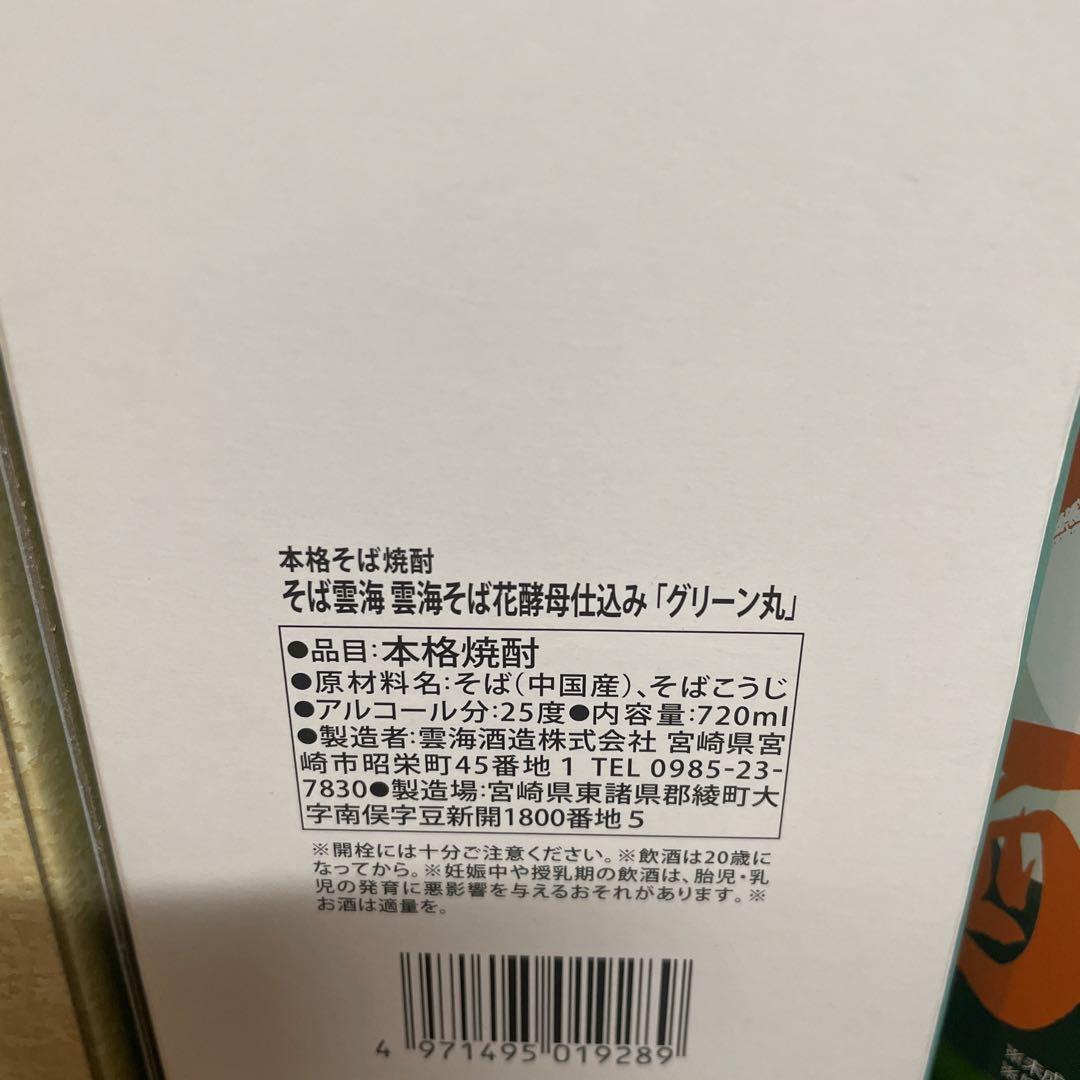 本格そば焼酎
そば雲海 雲海そば花酵母仕込み「グリーン丸」
●品目:本格焼酎
●原材料名:そば(中国産)、そばこうじ
●アルコール分:25度●内容量:720ml
●製造者:雲海酒造株式会社 宮崎県宮
崎市昭栄町45番地1 TEL 0985-23-
7830●製造場:宮崎県東諸県郡綾町大
字南俣字豆新開1800番地5
※開栓には十分ご注意ください。※飲酒は20歳に
なってから。※妊娠中や授乳期の飲酒は、胎児・乳
児の発育に悪影響を与えるおそれがあります。※
お酒は適量を。
4 971495 019289